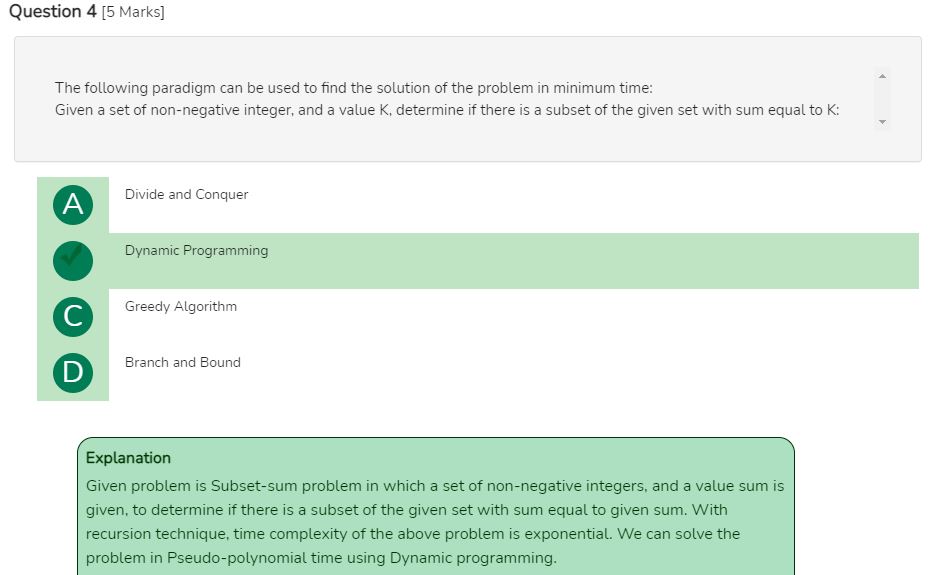 Question 4 [5 Marks]
The following paradigm can be used to find the solution of the problem in minimum time:
Given a set of non-negative integer, and a value K, determine if there is a subset of the given set with sum equal to K:
A Divide and Conquer
Dynamic Programming
C Greedy Algorithm
D Branch and Bound
Explanation
Given problem is Subset-sum problem in which a set of non-negative integers, and a value sum is
given, to determine if there is a subset of the given set with sum equal to given sum. With
recursion technique, time complexity of the above problem is exponential. We can solve the
problem in Pseudo-polynomial time using Dynamic programming.